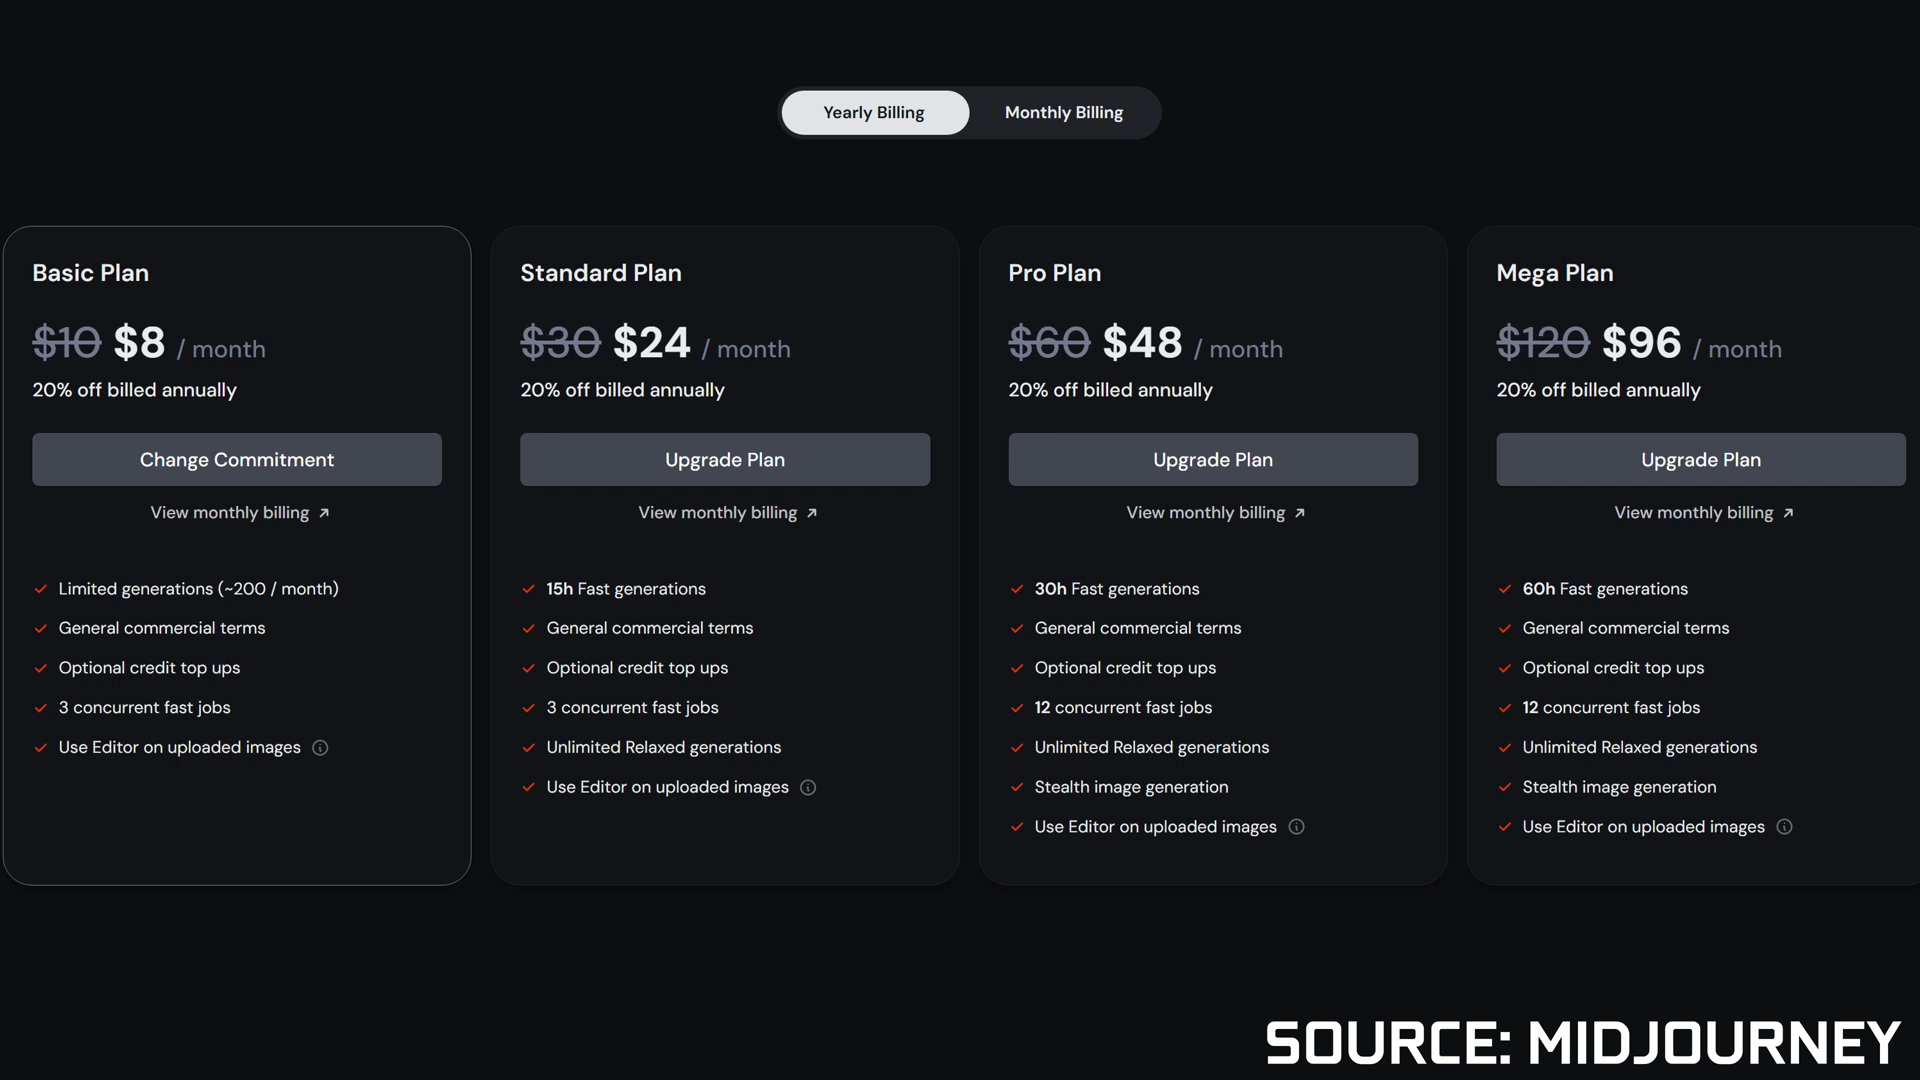 Yearly Billing
Monthly Billing
Basic Plan
$10 $8 / month
20% off billed annually
Change Commitment
View monthly billing ↗
Limited generations (~200 / month)
General commercial terms
Optional credit top ups
3 concurrent fast jobs
Use Editor on uploaded images
Standard Plan
$30 $24 / month
20% off billed annually
Upgrade Plan
View monthly billing ↗
15h Fast generations
General commercial terms
Optional credit top ups
3 concurrent fast jobs
Unlimited Relaxed generations
Use Editor on uploaded images
Pro Plan
$60 $48 / month
20% off billed annually
Upgrade Plan
View monthly billing ↗
30h Fast generations
General commercial terms
Optional credit top ups
12 concurrent fast jobs
Unlimited Relaxed generations
Stealth image generation
Use Editor on uploaded images
Mega Plan
$120 $96 / month
20% off billed annually
Upgrade Plan
View monthly billing ↗
60h Fast generations
General commercial terms
Optional credit top ups
12 concurrent fast jobs
Unlimited Relaxed generations
Stealth image generation
Use Editor on uploaded images
SOURCE: MIDJOURNEY